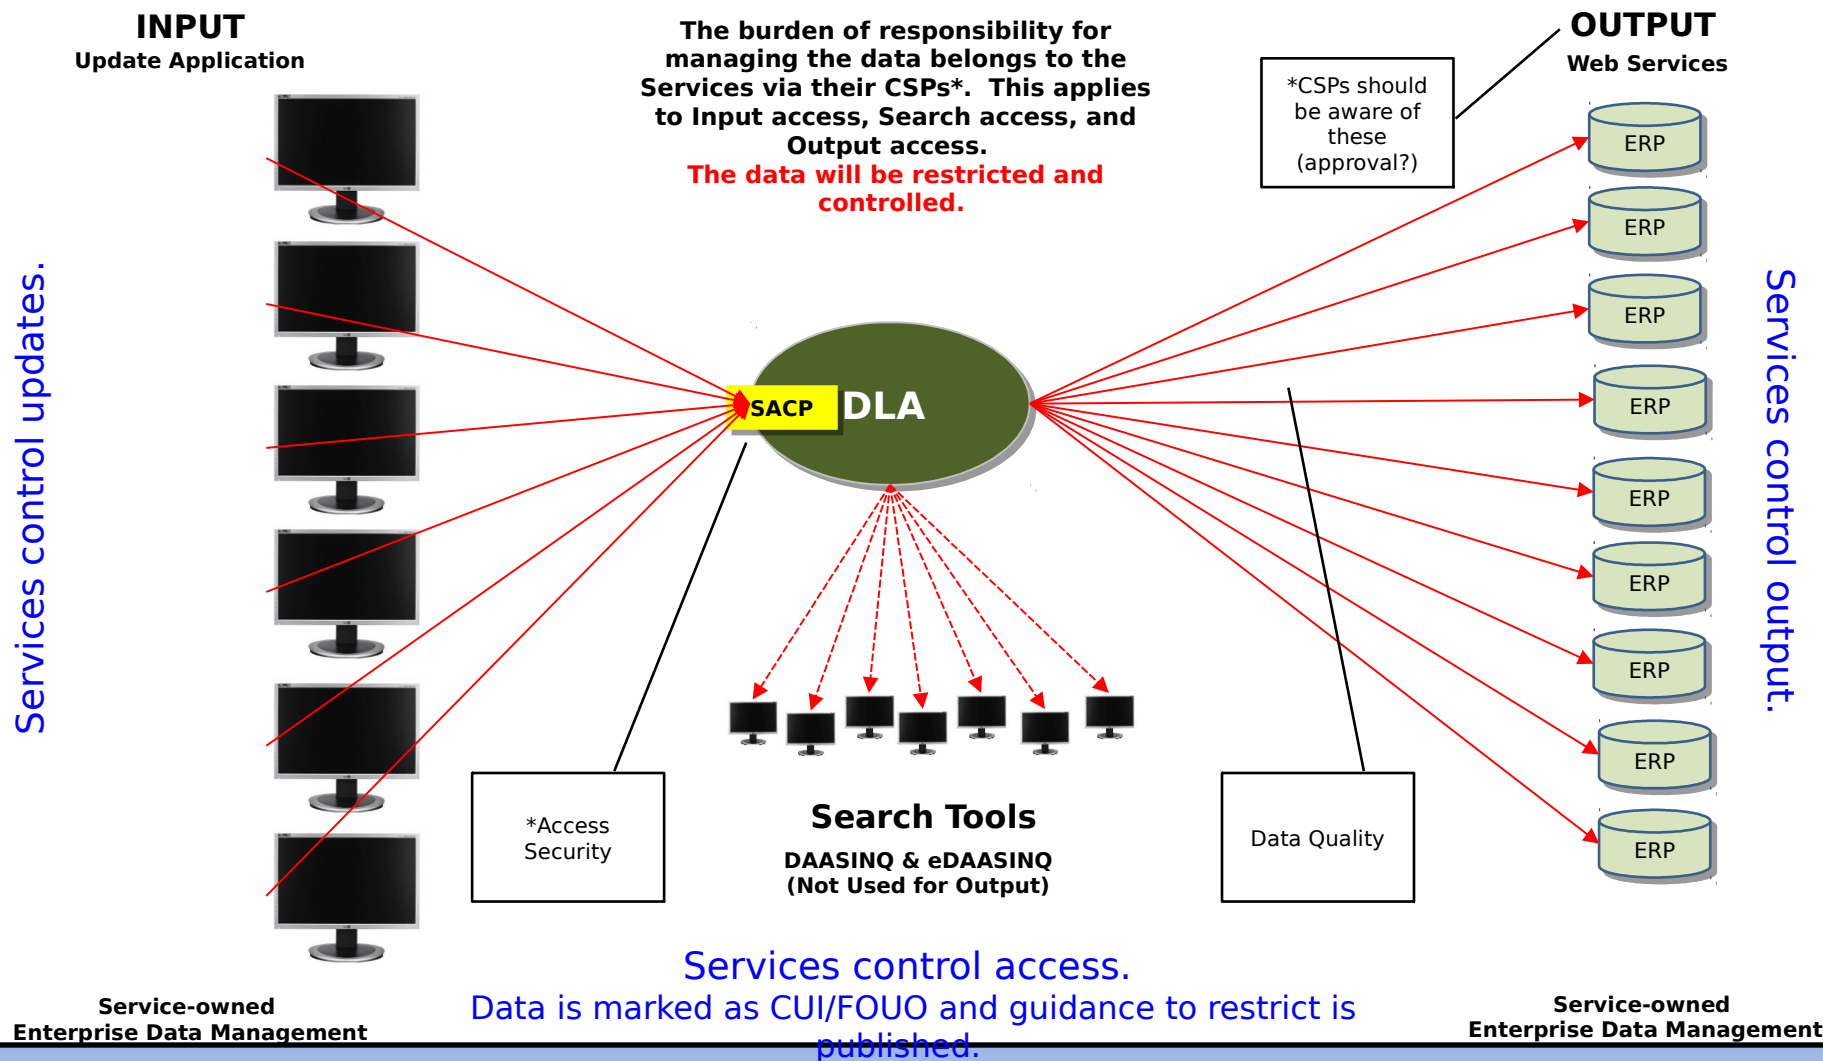 INPUT
Update Application
The burden of responsibility for
managing the data belongs to the
Services via their CSPs*.  This applies
to Input access, Search access, and
Output access.
The data will be restricted and
controlled.
OUTPUT
Web Services
*CSPs should
be aware of
these
(approval?)
Services control updates.
SACP
DLA
ERP
ERP
ERP
ERP
ERP
ERP
ERP
ERP
ERP
Services control output.
*Access
Security
Search Tools
DAASINQ & eDAASINQ
(Not Used for Output)
Data Quality
Services control access.
Data is marked as CUI/FOUO and guidance to restrict is
published.
Service-owned
Enterprise Data Management
Service-owned
Enterprise Data Management